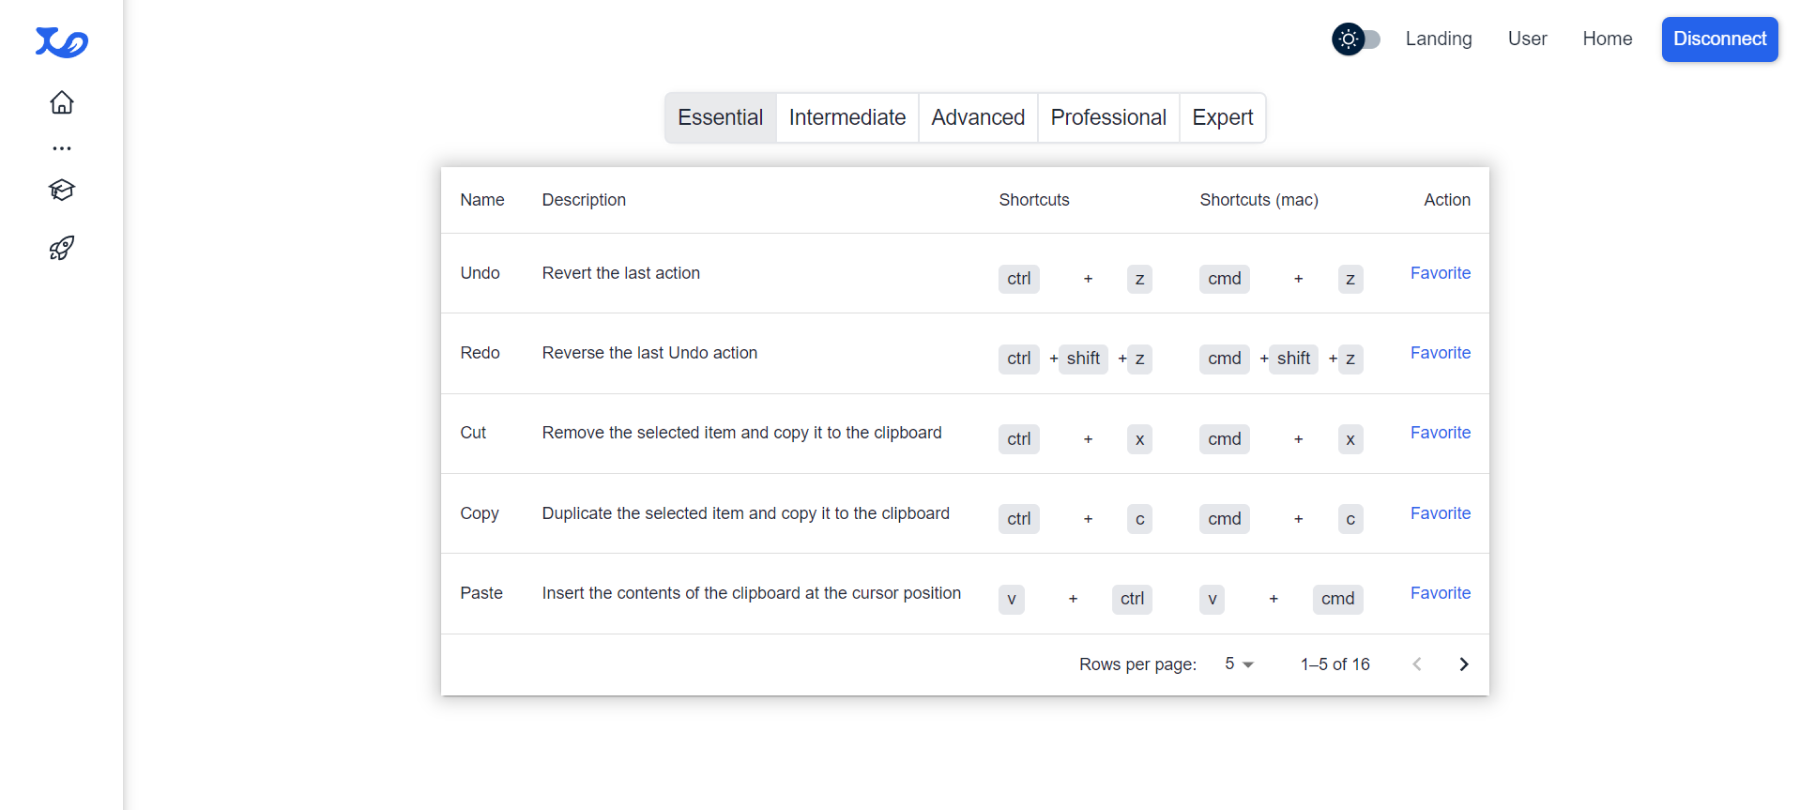 Landing User Home Disconnect
Essential Intermediate Advanced Professional Expert
Name Description Shortcuts Shortcuts (mac) Action
Undo Revert the last action ctrl + z cmd + z Favorite
Redo Reverse the last Undo action ctrl + shift + z cmd + shift + z Favorite
Cut Remove the selected item and copy it to the clipboard ctrl + x cmd + x Favorite
Copy Duplicate the selected item and copy it to the clipboard ctrl + c cmd + c Favorite
Paste Insert the contents of the clipboard at the cursor position v + ctrl v + cmd Favorite
Rows per page: 5 1–5 of 16